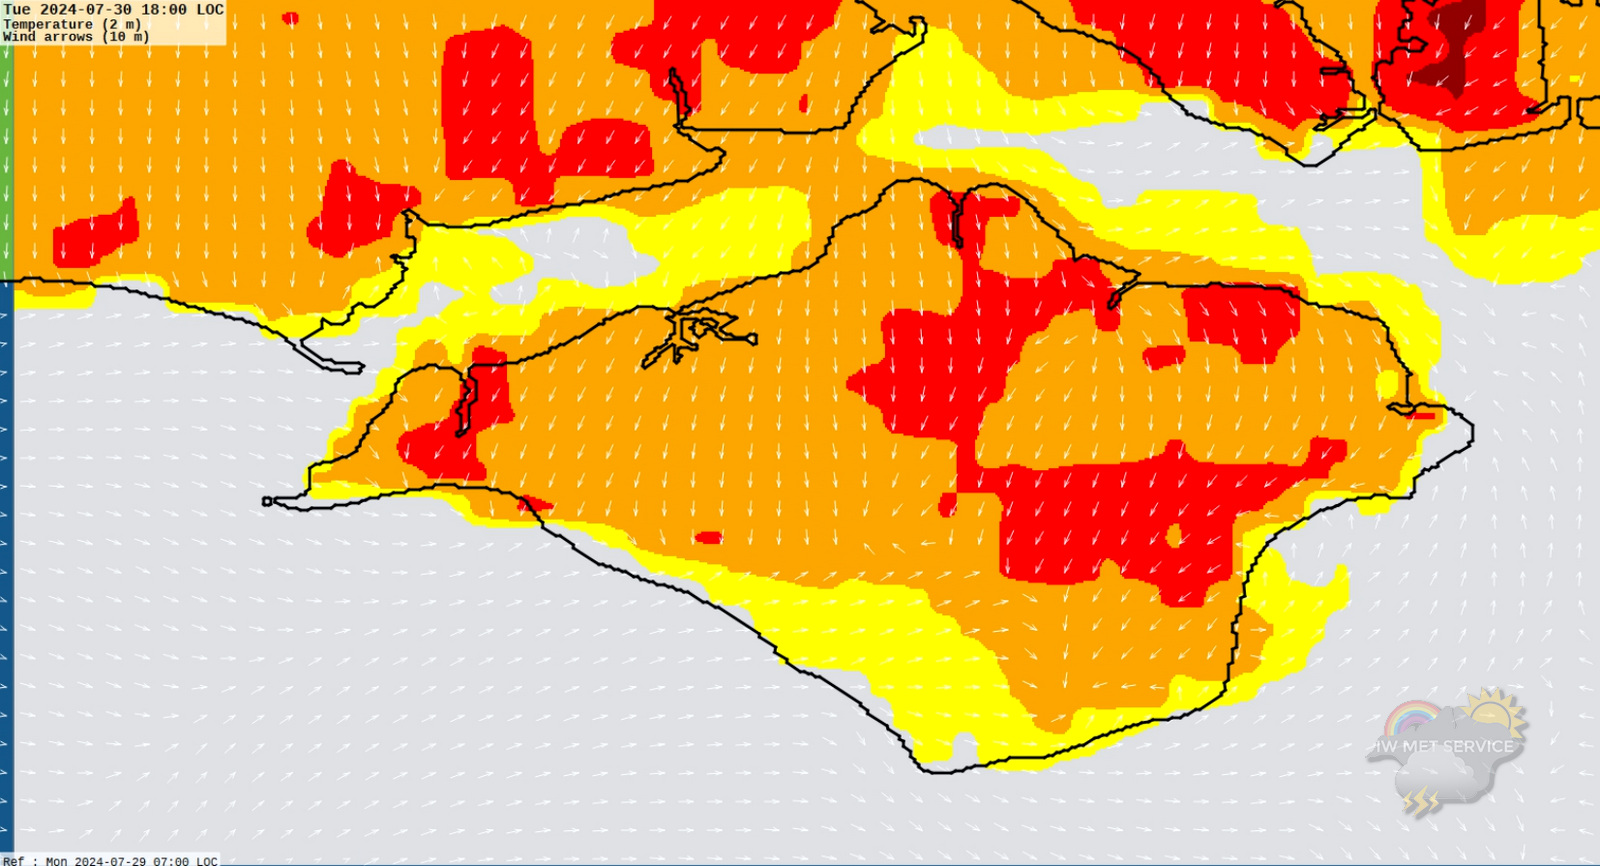 Tue 2024-07-30 18:00 LOC
Temperature (2 m)
Wind arrows (10 m)
IW MET SERVICE
Ref : Mon 2024-07-29 07:00 LOC